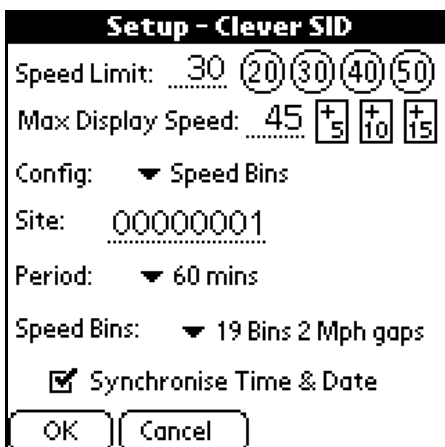 Setup - Clever SID
Speed Limit: 30 20 30 40 50
Max Display Speed: 45 +5 +10 +15
Config: Speed Bins
Site: 00000001
Period: 60 mins
Speed Bins: 19 Bins 2 Mph gaps
Synchronise Time & Date
OK Cancel